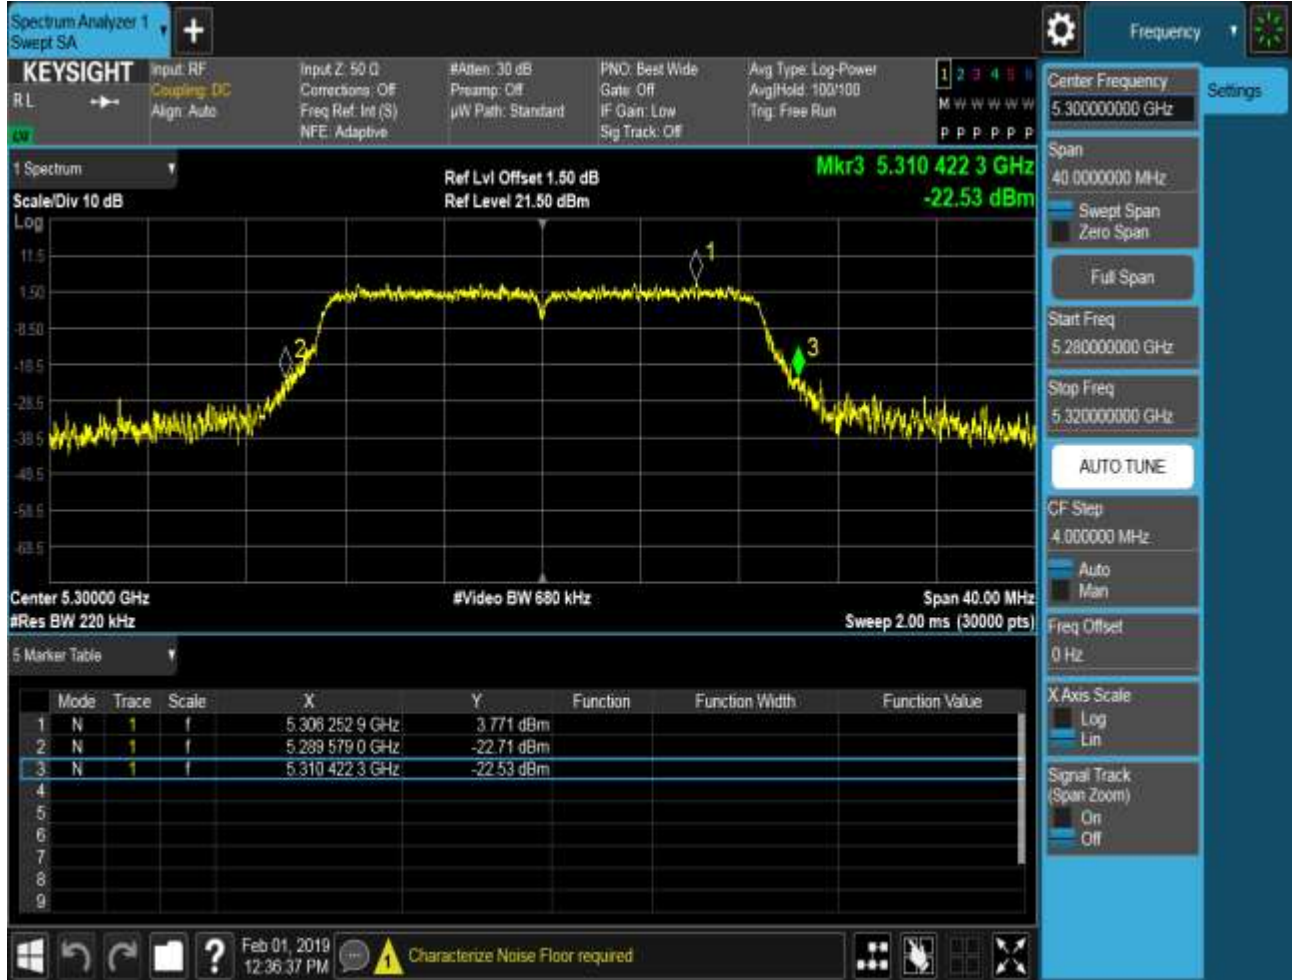 Spectrum Analyzer 1
Swept SA
Frequency
KEYSIGHT
R L
Input: RF
Coupling: DC
Align: Auto
Input Z: 50 Ω
Corrections: Off
Freq Ref: Int (S)
NFE: Adaptive
#Atten: 30 dB
Preamp: Off
µW Path: Standard
PNO: Best Wide
Gate: Off
IF Gain: Low
Sig Track: Off
Avg Type: Log-Power
Avg|Hold: 100/100
Trig: Free Run
1 2 3 4 5 6
M W W W W W
P P P P P P
1 Spectrum
Scale/Div 10 dB
Log
Ref Lvl Offset 1.50 dB
Ref Level 21.50 dBm
Mkr3 5.310 422 3 GHz
-22.53 dBm
11.5
1.50
-8.50
-18.5
-28.5
-38.5
-48.5
-58.5
-68.5
1
2
3
Center 5.30000 GHz
#Video BW 680 kHz
Span 40.00 MHz
#Res BW 220 kHz
Sweep 2.00 ms (30000 pts)
5 Marker Table
Mode Trace Scale X Y Function Function Width Function Value
1 N 1 f 5.306 252 9 GHz 3.771 dBm
2 N 1 f 5.289 579 0 GHz -22.71 dBm
3 N 1 f 5.310 422 3 GHz -22.53 dBm
4
5
6
7
8
9
Feb 01, 2019
12:36:37 PM
?
1
Characterize Noise Floor required
Settings
Center Frequency
5.300000000 GHz
Span
40.0000000 MHz
Swept Span
Zero Span
Full Span
Start Freq
5.280000000 GHz
Stop Freq
5.320000000 GHz
AUTO TUNE
CF Step
4.000000 MHz
Auto
Man
Freq Offset
0 Hz
X Axis Scale
Log
Lin
Signal Track
(Span Zoom)
On
Off